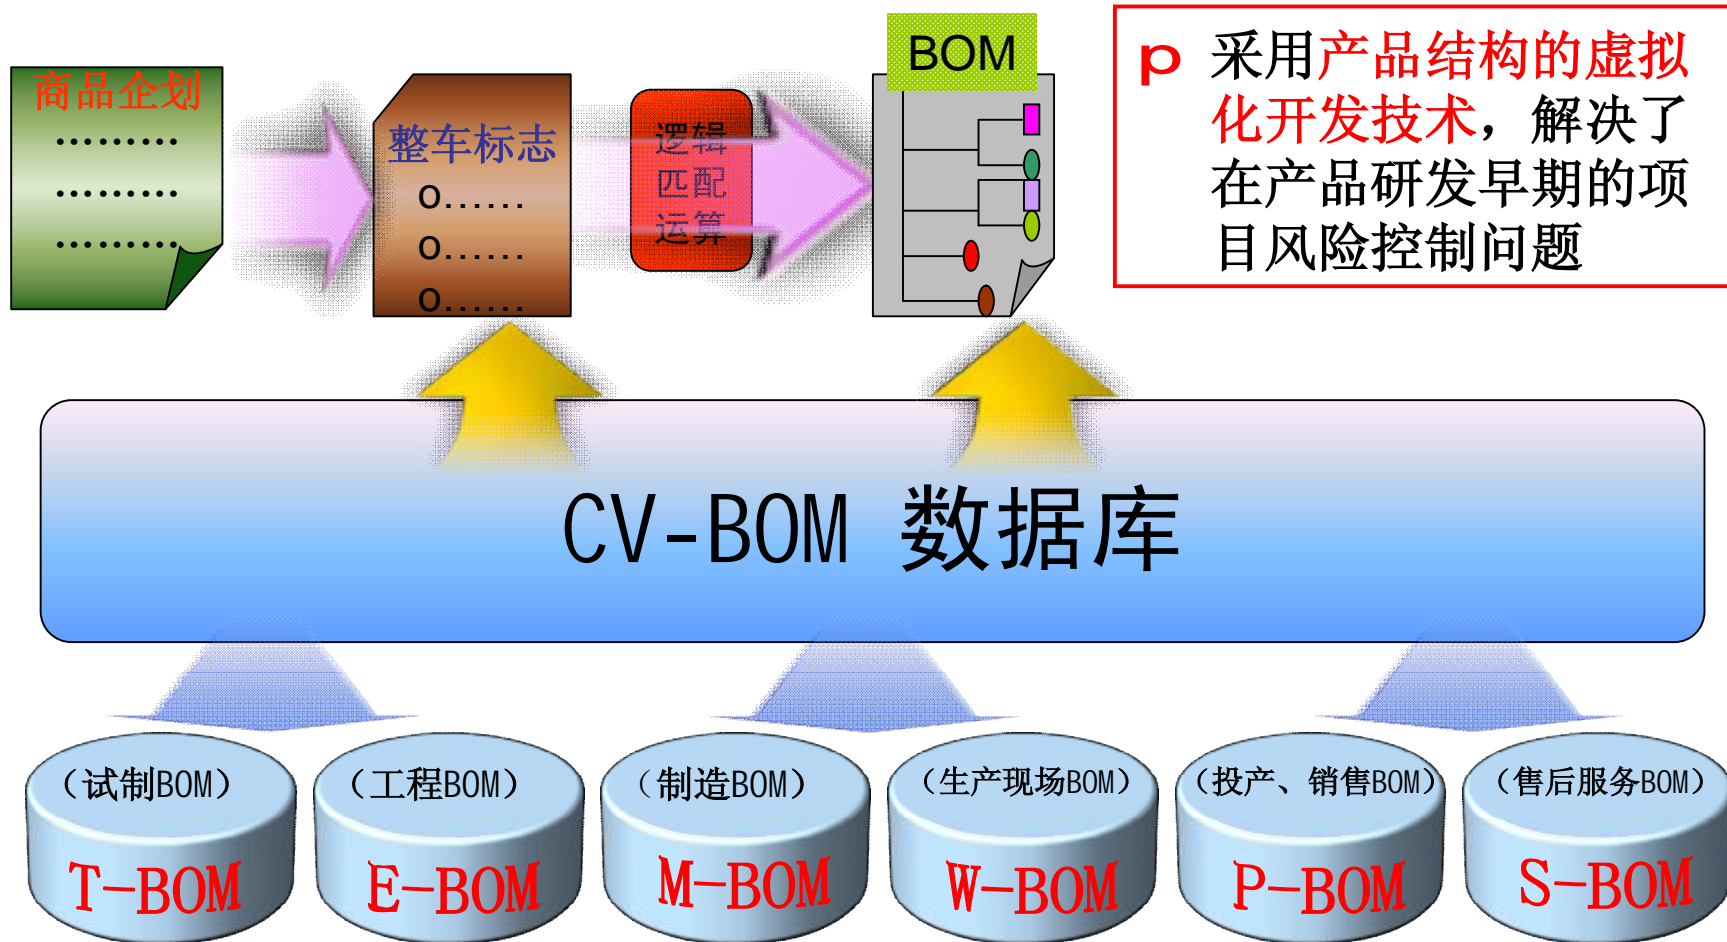 商品企划
………
………
………
整车标志
o……
o……
o……
逻辑
匹配
运算
BOM
p 采用产品结构的虚拟
化开发技术，解决了
在产品研发早期的项
目风险控制问题
CV-BOM 数据库
（试制BOM）
T-BOM
（工程BOM）
E-BOM
（制造BOM）
M-BOM
（生产现场BOM）
W-BOM
（投产、销售BOM）
P-BOM
（售后服务BOM）
S-BOM